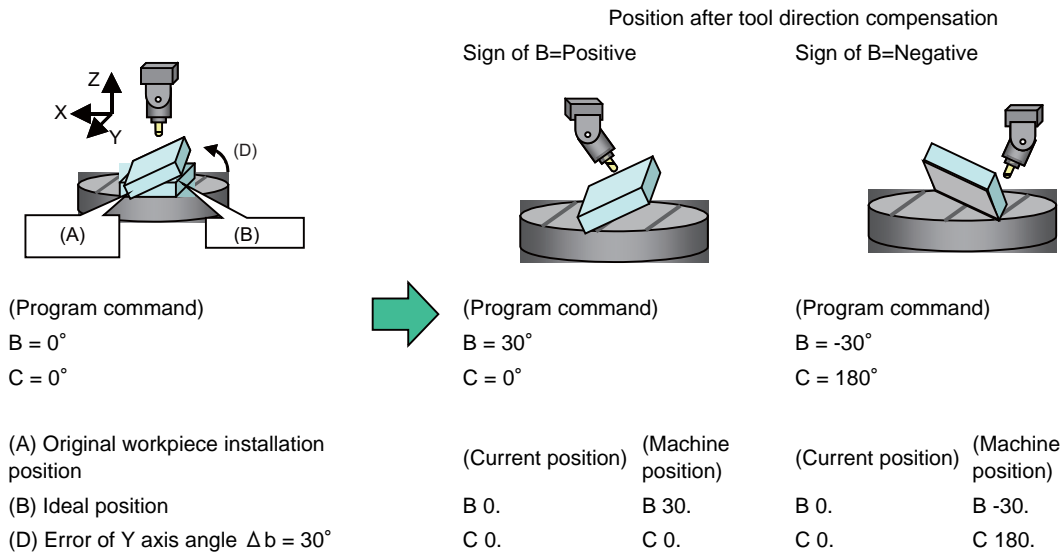 Position after tool direction compensation
Sign of B=Positive
Sign of B=Negative
Z
X
Y
(D)
(A)
(B)
(Program command)
B = 0°
C = 0°
(Program command)
B = 30°
C = 0°
(Program command)
B = -30°
C = 180°
(A) Original workpiece installation
position
(B) Ideal position
(D) Error of Y axis angle Δb = 30°
(Current position)
(Machine
position)
B 0.
B 30.
C 0.
C 0.
(Current position)
(Machine
position)
B 0.
B -30.
C 0.
C 180.